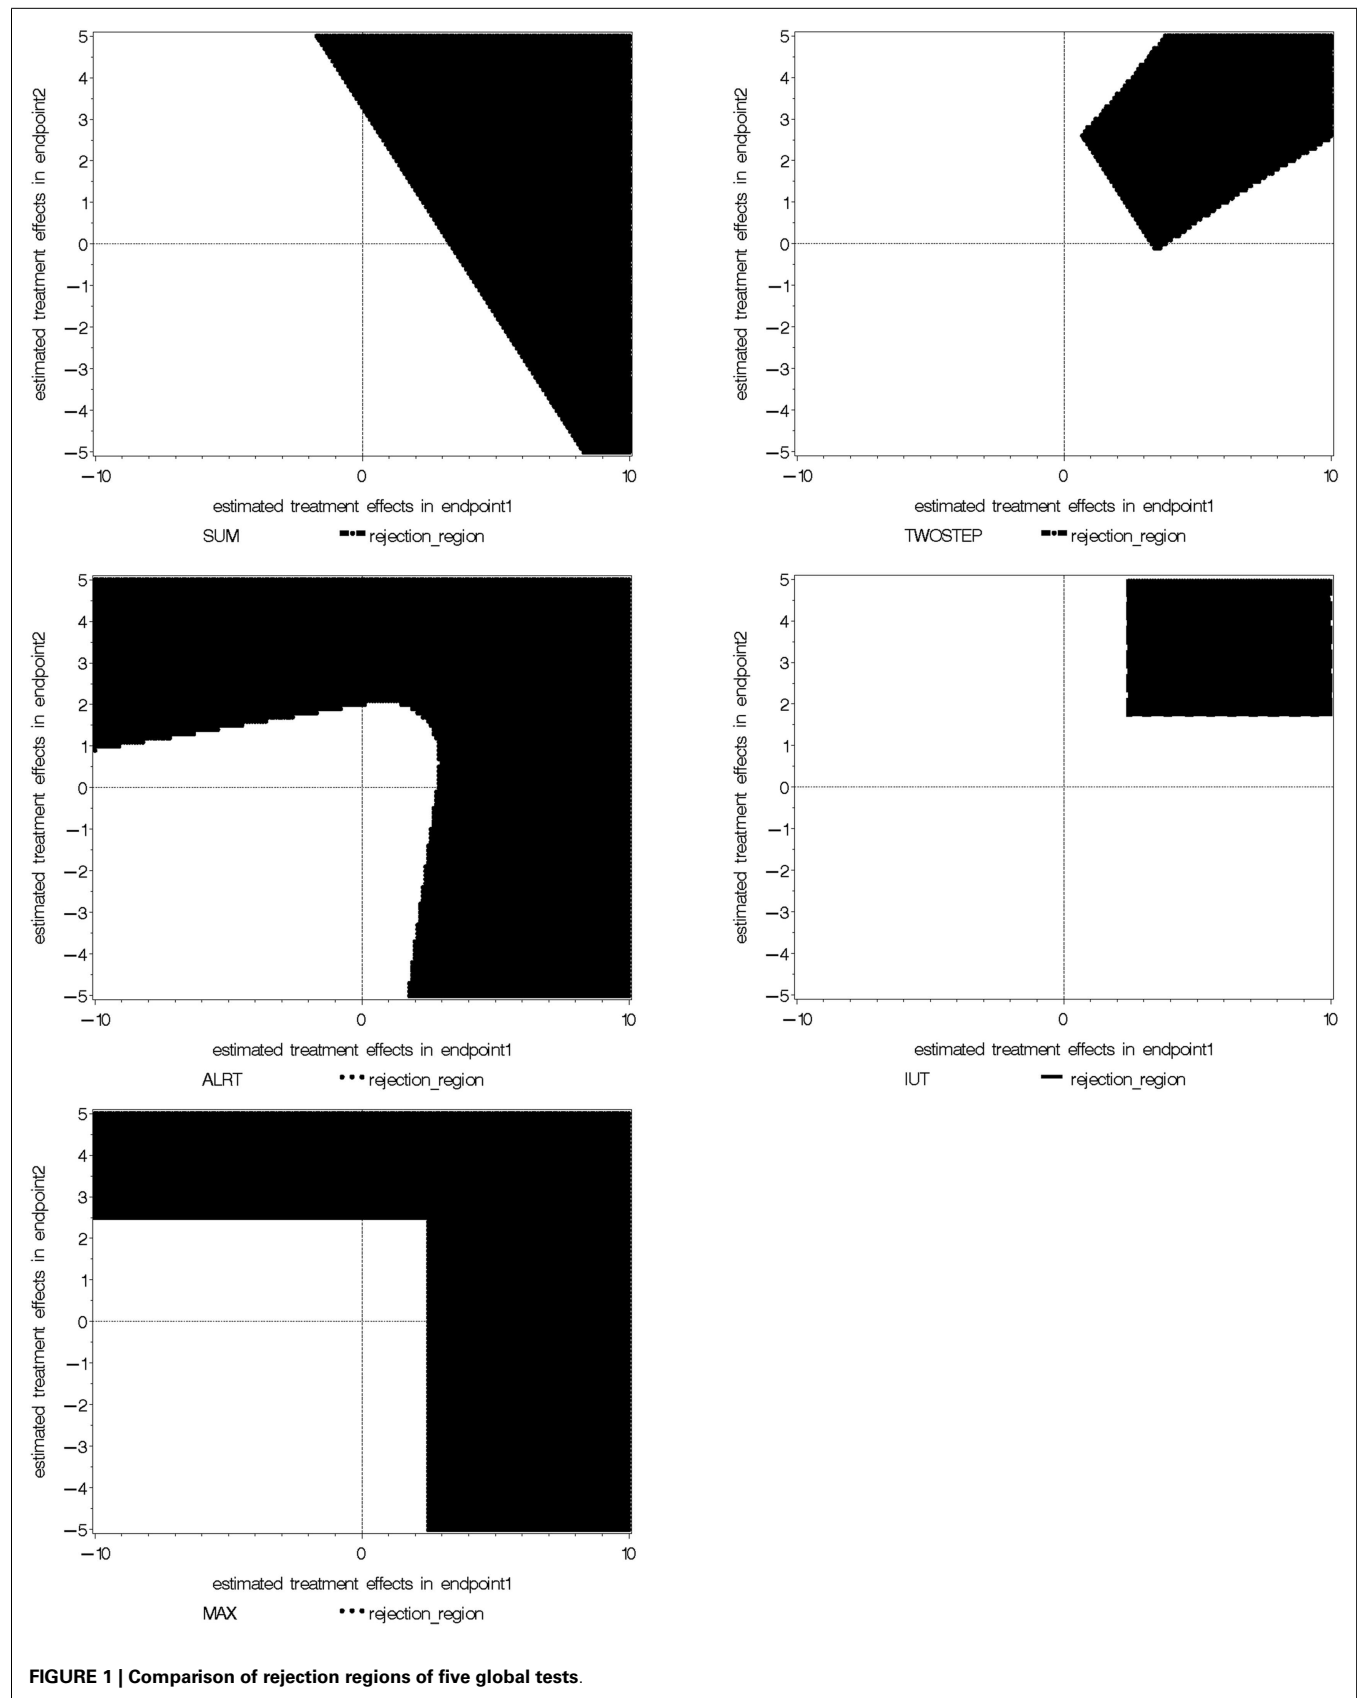 5
4
3
2
1
0
−1
−2
−3
−4
−5
estimated treatment effects in endpoint2
−10 0 10
estimated treatment effects in endpoint1
SUM rejection_region
5
4
3
2
1
0
−1
−2
−3
−4
−5
estimated treatment effects in endpoint2
−10 0 10
estimated treatment effects in endpoint1
TWOSTEP rejection_region
5
4
3
2
1
0
−1
−2
−3
−4
−5
estimated treatment effects in endpoint2
−10 0 10
estimated treatment effects in endpoint1
ALRT rejection_region
5
4
3
2
1
0
−1
−2
−3
−4
−5
estimated treatment effects in endpoint2
−10 0 10
estimated treatment effects in endpoint1
IUT rejection_region
5
4
3
2
1
0
−1
−2
−3
−4
−5
estimated treatment effects in endpoint2
−10 0 10
estimated treatment effects in endpoint1
MAX rejection_region
FIGURE 1 | Comparison of rejection regions of five global tests.